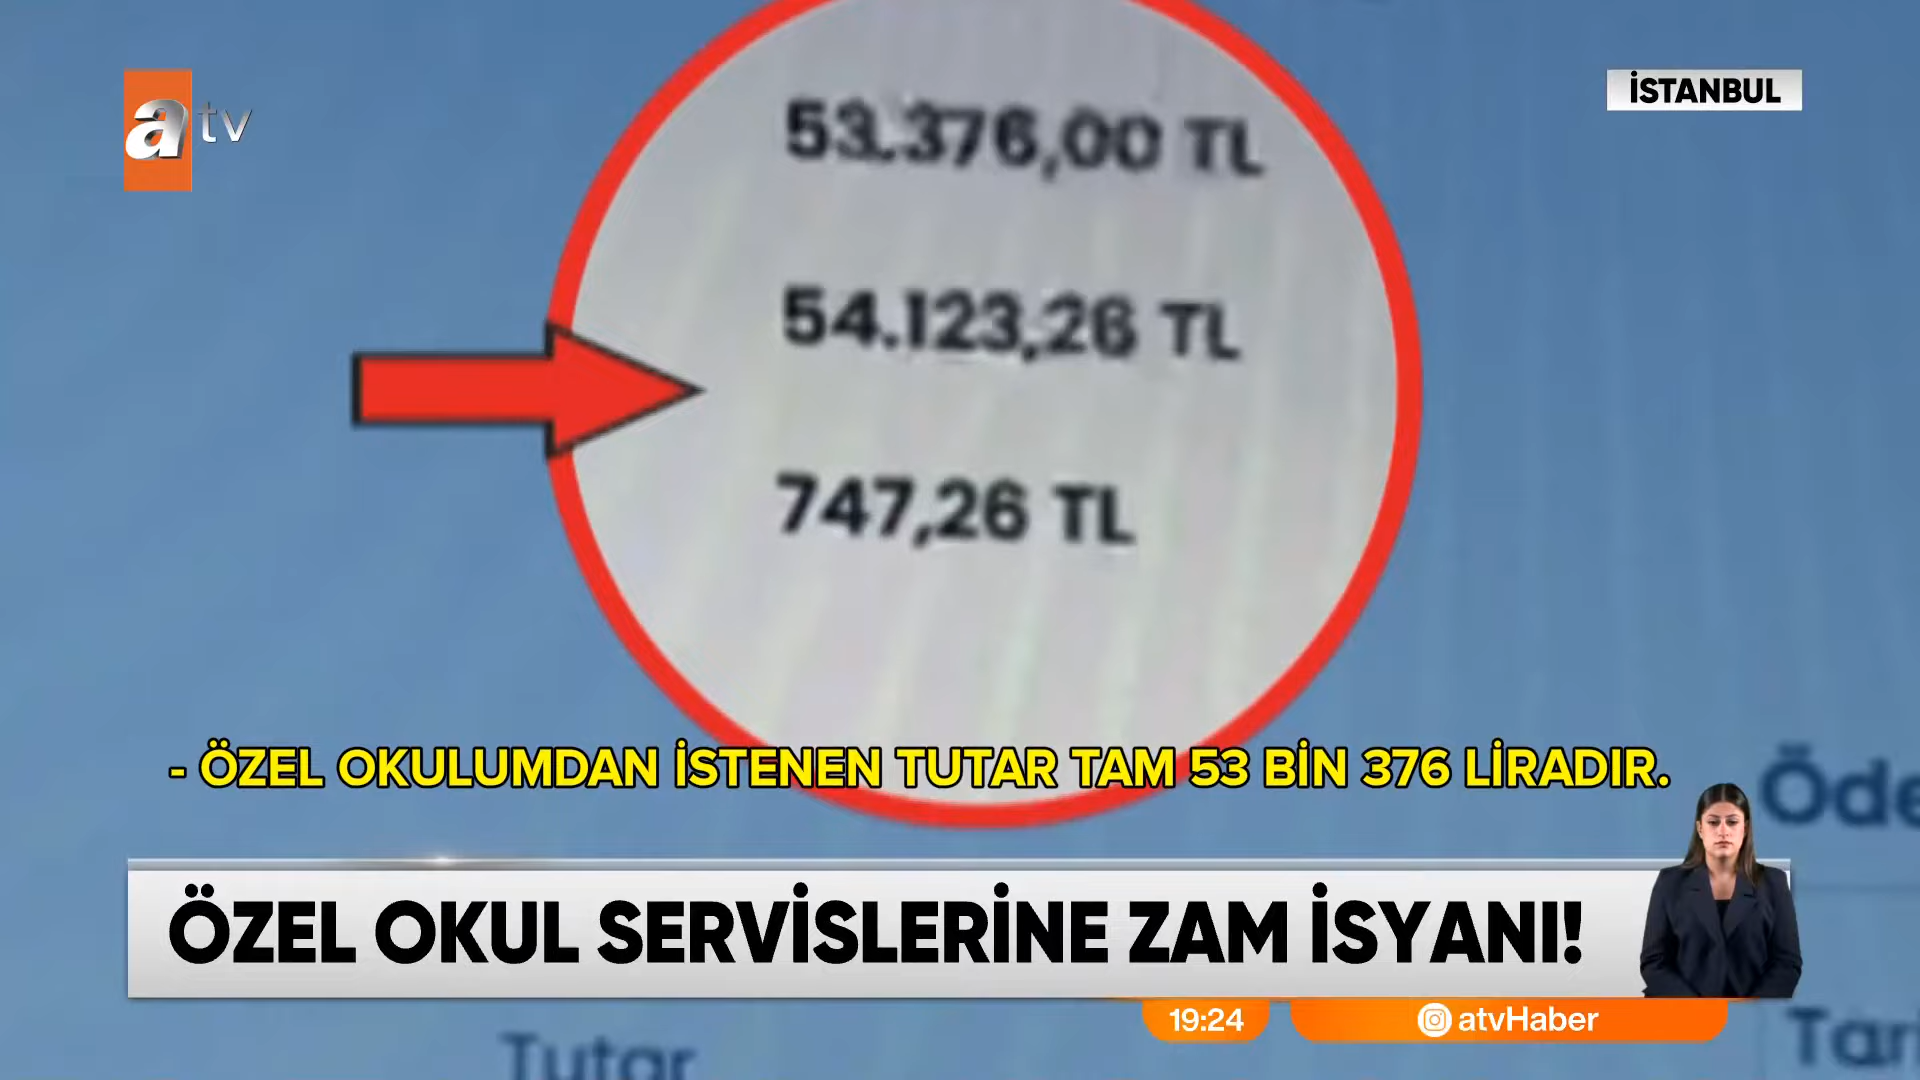 atv
İSTANBUL
53.376,00 TL
54.123,26 TL
747,26 TL
- ÖZEL OKULUMDAN İSTENEN TUTAR TAM 53 BİN 376 LİRADIR.
ÖZEL OKUL SERVİSLERİNE ZAM İSYANI!
19:24
atvHaber
Tutar